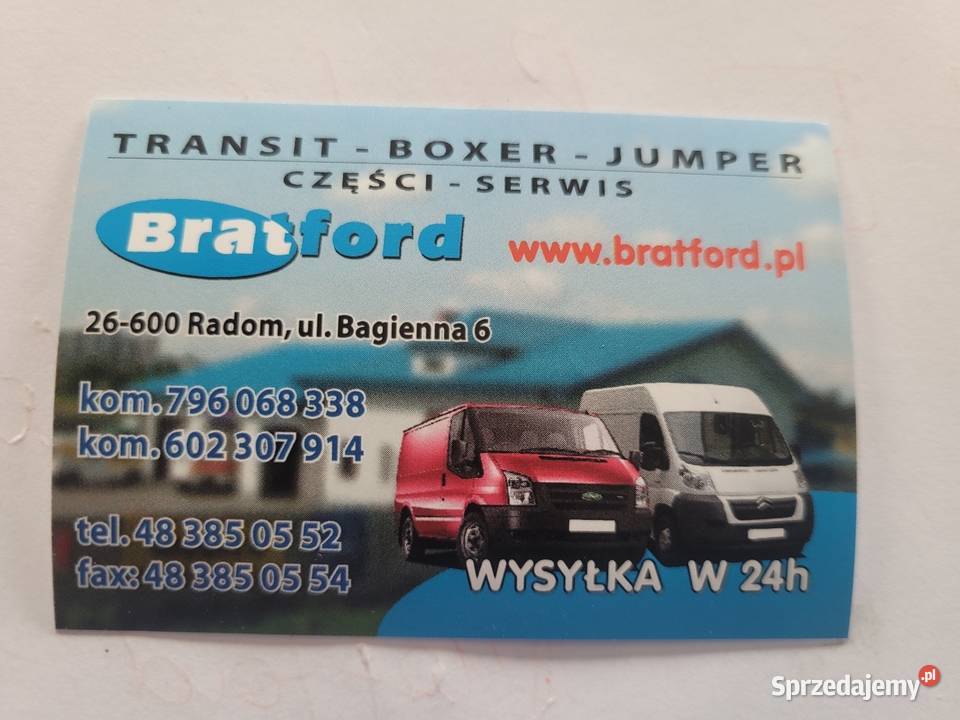 TRANSIT - BOXER - JUMPER
CZĘŚCI - SERWIS
Bratford
www.bratford.pl
26-600 Radom, ul. Bagienna 6
kom. 796 068 338
kom. 602 307 914
tel. 48 385 05 52
fax: 48 385 05 54
WYSYŁKA W 24h
Sprzedajemy.pl